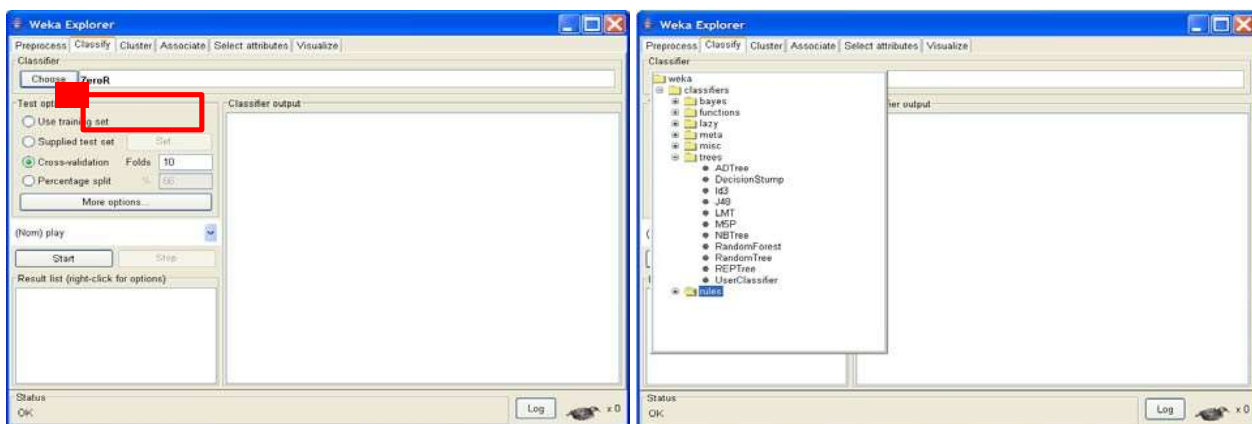 Weka Explorer
Preprocess Classify Cluster Associate Select attributes Visualize
Classifier
Choose ZeroR
Test opt
Classifier output
Use training set
Supplied test set Set...
Cross-validation Folds 10
Percentage split % 66
More options...
(Nom) play
Start Stop
Result list (right-click for options)
Status
OK
Log x 0
Weka Explorer
Preprocess Classify Cluster Associate Select attributes Visualize
Classifier
weka
classifiers
bayes
functions
lazy
meta
misc
trees
ADTree
DecisionStump
Id3
J48
LMT
M5P
NBTree
RandomForest
RandomTree
REPTree
UserClassifier
rules
ier output
Status
OK
Log x 0